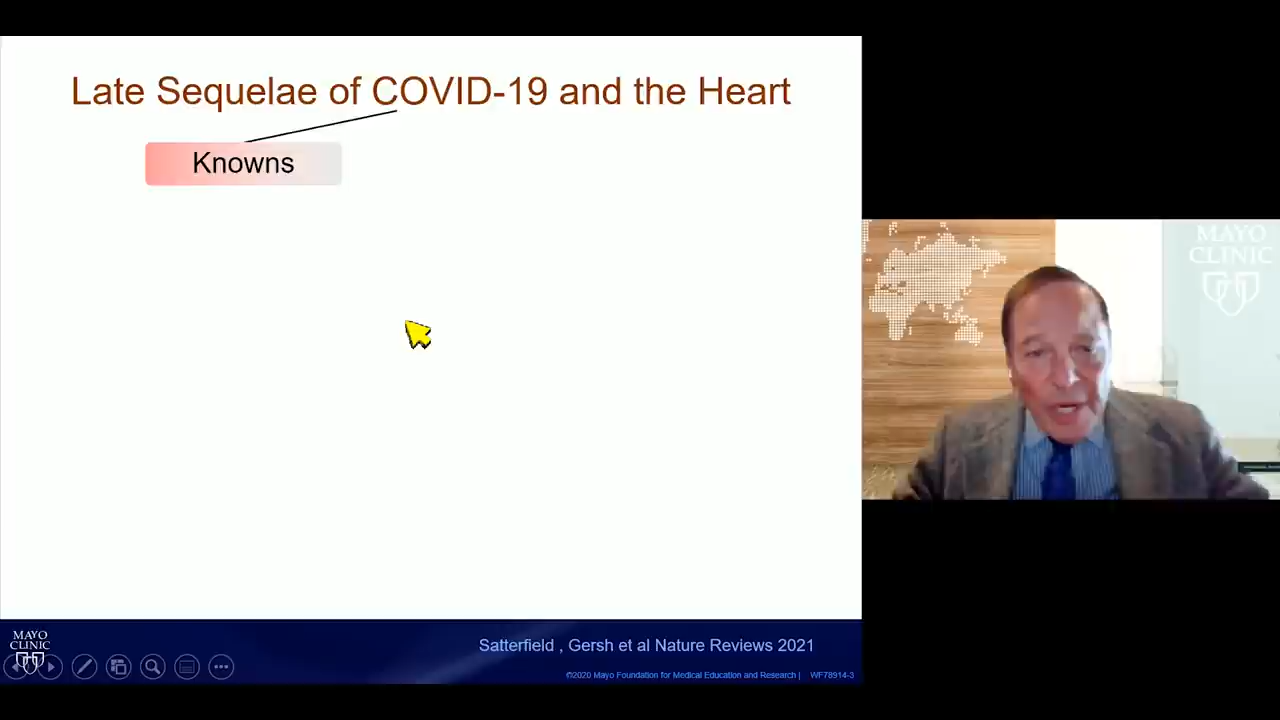 Late Sequelae of COVID-19 and the Heart
Knowns
MAYO
CLINIC
MAYO
CLINIC
Satterfield , Gersh et al Nature Reviews 2021
©2020 Mayo Foundation for Medical Education and Research | WF78914-3